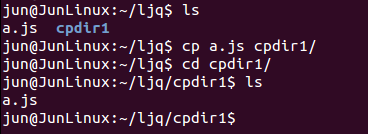 jun@JunLinux:~/ljq$ ls
a.js  cpdir1
jun@JunLinux:~/ljq$ cp a.js cpdir1/
jun@JunLinux:~/ljq$ cd cpdir1/
jun@JunLinux:~/ljq/cpdir1$ ls
a.js
jun@JunLinux:~/ljq/cpdir1$